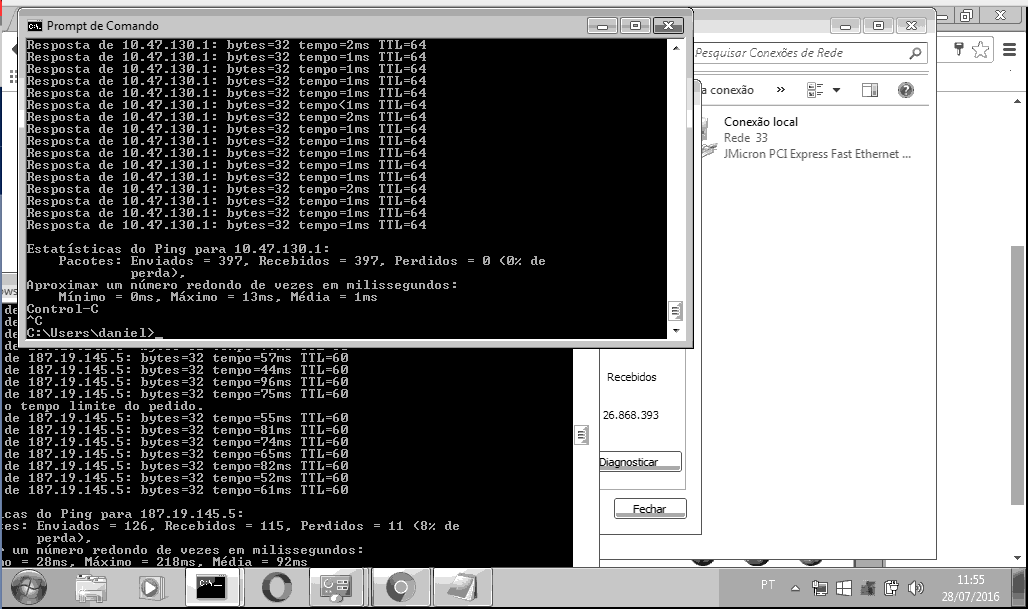 Prompt de Comando
Resposta de 10.47.130.1: bytes=32 tempo=2ms TTL=64
Resposta de 10.47.130.1: bytes=32 tempo=1ms TTL=64
Resposta de 10.47.130.1: bytes=32 tempo=1ms TTL=64
Resposta de 10.47.130.1: bytes=32 tempo=1ms TTL=64
Resposta de 10.47.130.1: bytes=32 tempo=1ms TTL=64
Resposta de 10.47.130.1: bytes=32 tempo<1ms TTL=64
Resposta de 10.47.130.1: bytes=32 tempo=2ms TTL=64
Resposta de 10.47.130.1: bytes=32 tempo=2ms TTL=64
Resposta de 10.47.130.1: bytes=32 tempo=1ms TTL=64
Resposta de 10.47.130.1: bytes=32 tempo=1ms TTL=64
Resposta de 10.47.130.1: bytes=32 tempo=1ms TTL=64
Resposta de 10.47.130.1: bytes=32 tempo=1ms TTL=64
Resposta de 10.47.130.1: bytes=32 tempo=2ms TTL=64
Resposta de 10.47.130.1: bytes=32 tempo=1ms TTL=64
Resposta de 10.47.130.1: bytes=32 tempo=1ms TTL=64
Resposta de 10.47.130.1: bytes=32 tempo=1ms TTL=64
Estatísticas do Ping para 10.47.130.1:
Pacotes: Enviados = 397, Recebidos = 397, Perdidos = 0 (0% de
perda),
Aproximar um número redondo de vezes em milissegundos:
Mínimo = 0ms, Máximo = 13ms, Média = 1ms
Control-C
^C
C:\Users\daniel>_
Pesquisar Conexões de Rede
a conexão »
Conexão local
Rede 33
JMicron PCI Express Fast Ethernet ...
de 187.19.145.5: bytes=32 tempo=57ms TTL=60
de 187.19.145.5: bytes=32 tempo=44ms TTL=60
de 187.19.145.5: bytes=32 tempo=96ms TTL=60
de 187.19.145.5: bytes=32 tempo=75ms TTL=60
o tempo limite do pedido.
de 187.19.145.5: bytes=32 tempo=55ms TTL=60
de 187.19.145.5: bytes=32 tempo=81ms TTL=60
de 187.19.145.5: bytes=32 tempo=74ms TTL=60
de 187.19.145.5: bytes=32 tempo=65ms TTL=60
de 187.19.145.5: bytes=32 tempo=82ms TTL=60
de 187.19.145.5: bytes=32 tempo=52ms TTL=60
de 187.19.145.5: bytes=32 tempo=61ms TTL=60
icas do Ping para 187.19.145.5:
es: Enviados = 126, Recebidos = 115, Perdidos = 11 (8% de
perda),
um número redondo de vezes em milissegundos:
o = 28ms, Máximo = 218ms, Média = 92ms
Recebidos
26.868.393
Diagnosticar
Fechar
PT
11:55
28/07/2016